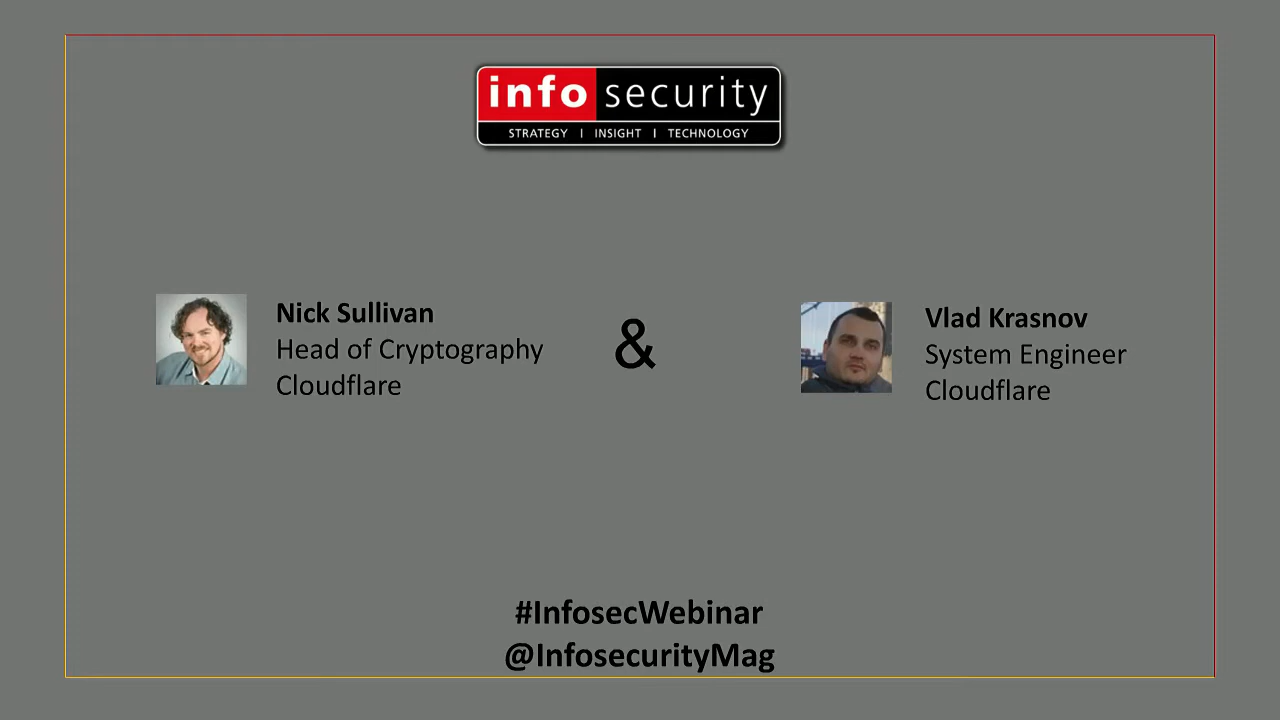 info security
STRATEGY | INSIGHT | TECHNOLOGY
Nick Sullivan
Head of Cryptography
Cloudflare
&
Vlad Krasnov
System Engineer
Cloudflare
#InfosecWebinar
@InfosecurityMag